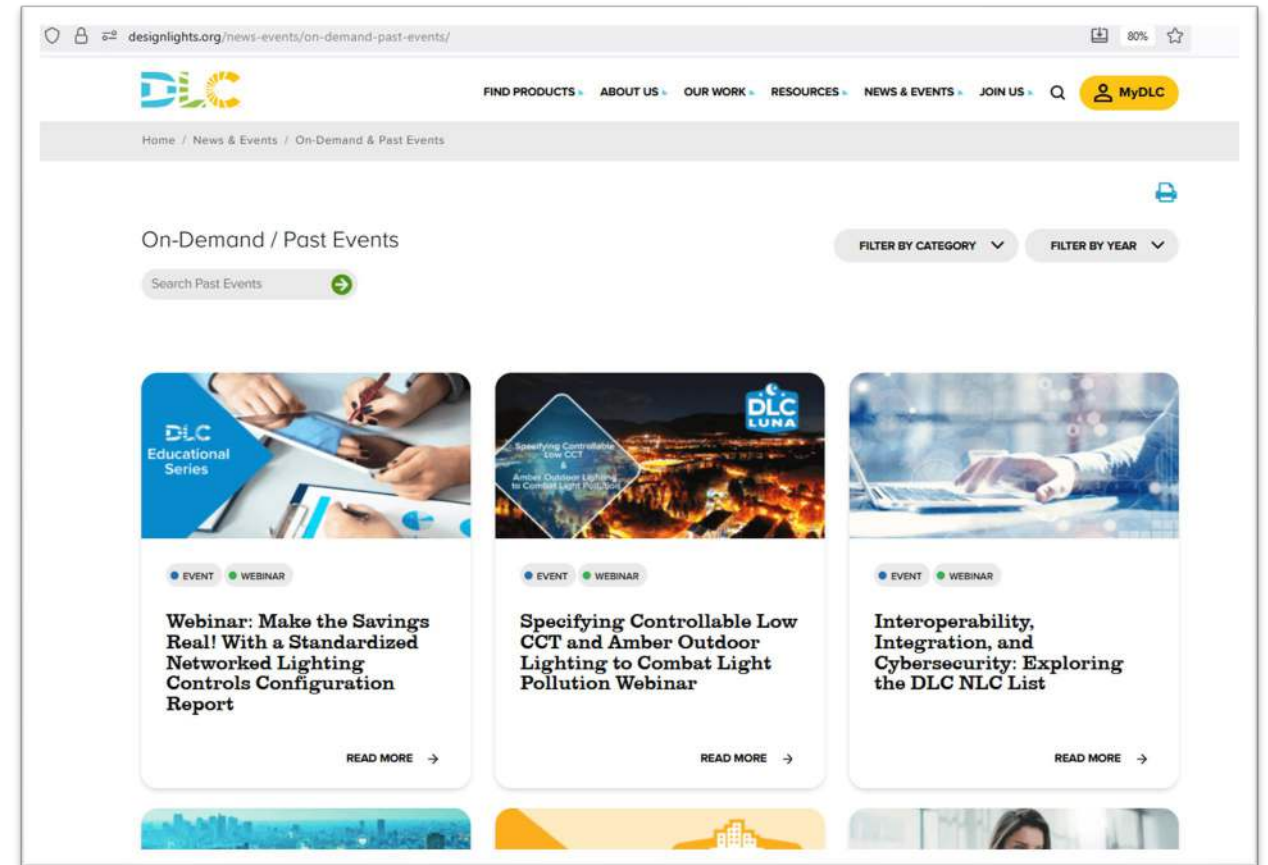 designlights.org/news-events/on-demand-past-events/
80%
DLC
FIND PRODUCTS
ABOUT US
OUR WORK
RESOURCES
NEWS & EVENTS
JOIN US
MyDLC
Home / News & Events / On-Demand & Past Events
On-Demand / Past Events
FILTER BY CATEGORY
FILTER BY YEAR
Search Past Events
DLC
Educational
Series
EVENT
WEBINAR
Webinar: Make the Savings
Real! With a Standardized
Networked Lighting
Controls Configuration
Report
READ MORE →
Specifying Controllable
Low CCT
&
Amber Outdoor Lighting
to Combat Light Pollution
DLC
LUNA
EVENT
WEBINAR
Specifying Controllable Low
CCT and Amber Outdoor
Lighting to Combat Light
Pollution Webinar
READ MORE →
EVENT
WEBINAR
Interoperability,
Integration, and
Cybersecurity: Exploring
the DLC NLC List
READ MORE →